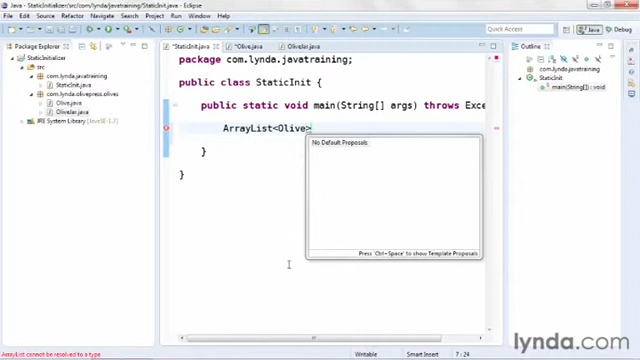 Java - StaticInitializer/src/com/lynda/javatraining/StaticInit.java - Eclipse
File Edit Source Refactor Navigate Search Project Run Window Help
Quick Access
Java
Debug
Package Explorer
StaticInitializer
src
com.lynda.javatraining
StaticInit.java
com.lynda.olivepress.olives
Olive.java
OliveJar.java
JRE System Library [JavaSE-1.7]
*StaticInit.java
*Olive.java
OliveJar.java
package com.lynda.javatraining;
public class StaticInit {
public static void main(String[] args) throws Exce
ArrayList<Olive>
}
}
No Default Proposals
Press 'Ctrl+Space' to show Template Proposals
Outline
com.lynda.javatraining
StaticInit
main(String[]) : void
ArrayList cannot be resolved to a type
Writable
Smart Insert
7 : 24
lynda.com